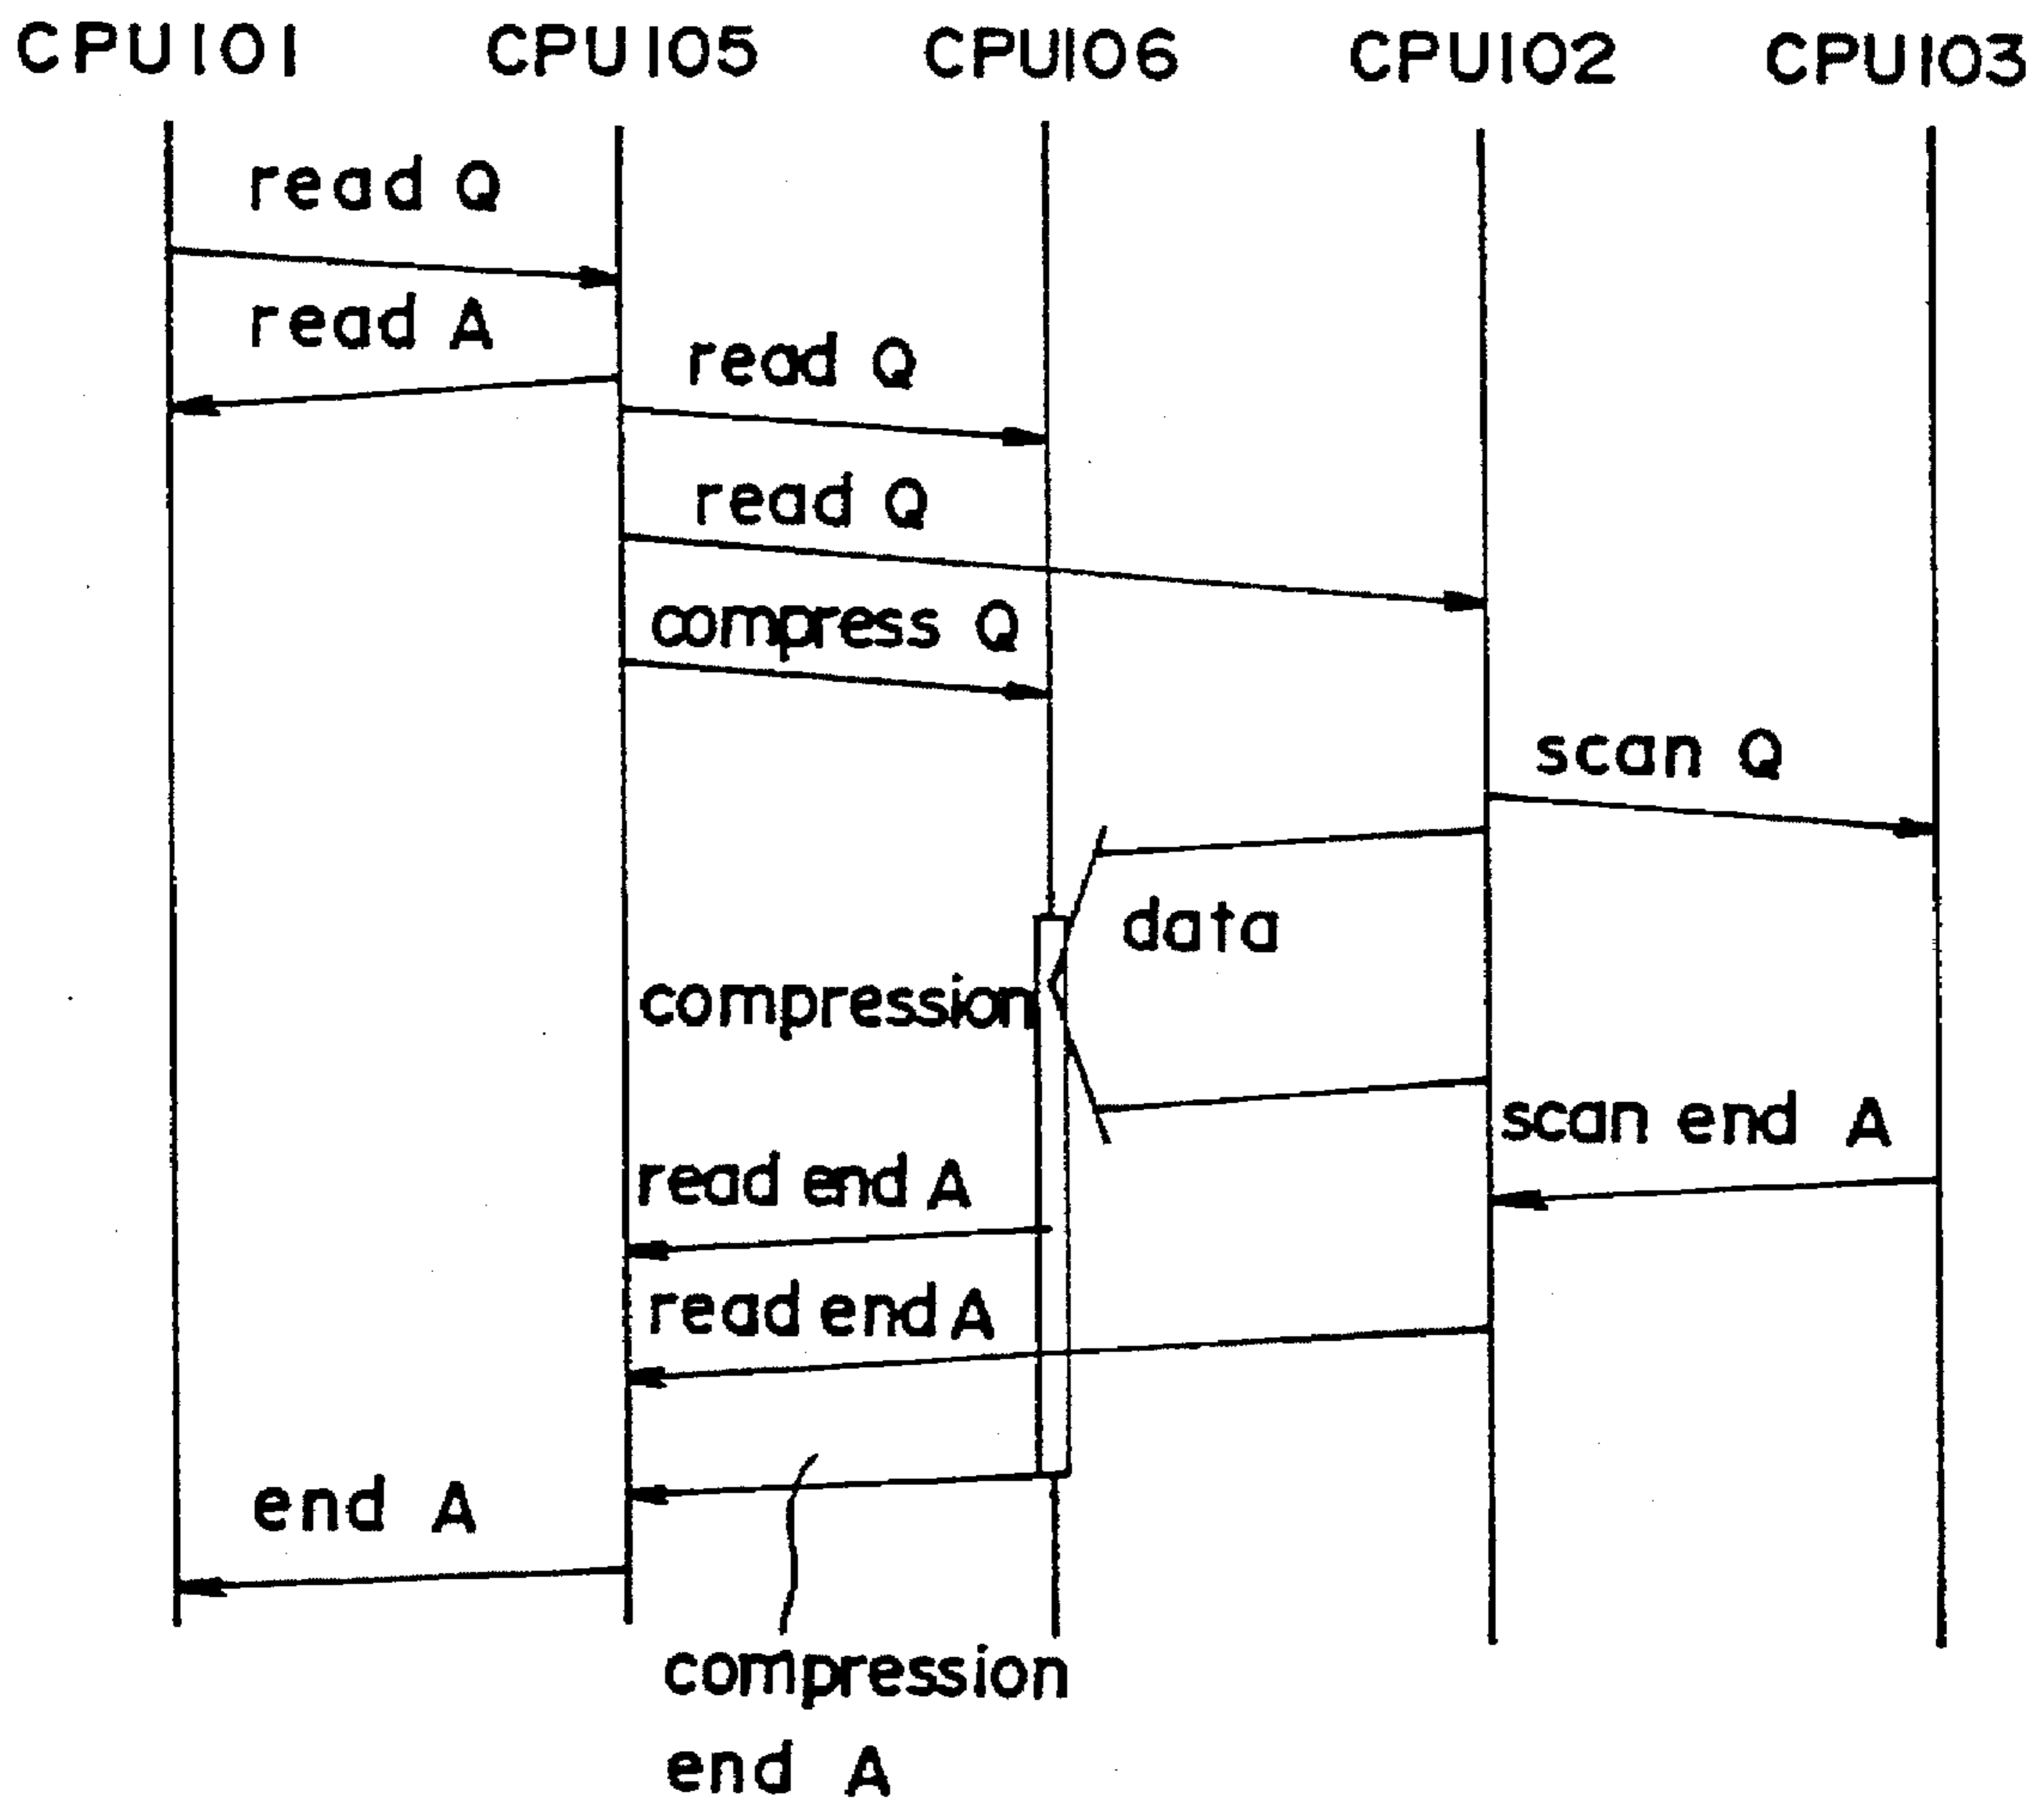 CPU101 CPU105 CPU106 CPU102 CPU103
read Q
read A
read Q
read Q
compress Q
scan Q
data
compression
scan end A
read end A
read end A
end A
compression
end A